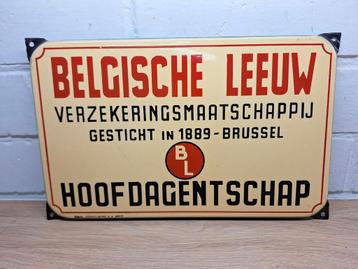 BELGISCHE LEEUW
VERZEKERINGSMAATSCHAPPIJ
GESTICHT IN 1889-BRUSSEL
B
L
HOOFDAGENTSCHAP